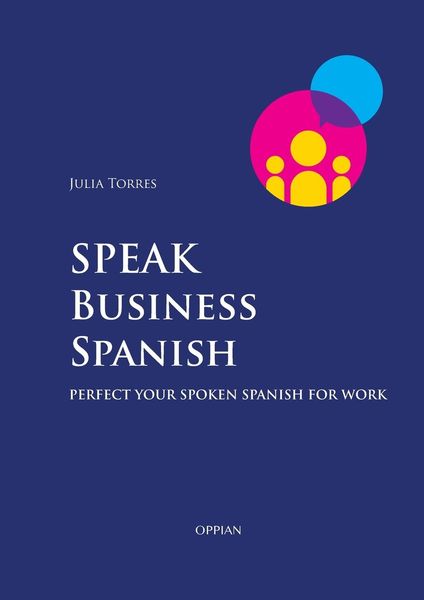 Julia Torres
SPEAK
Business
Spanish
PERFECT YOUR SPOKEN SPANISH FOR WORK
OPPIAN